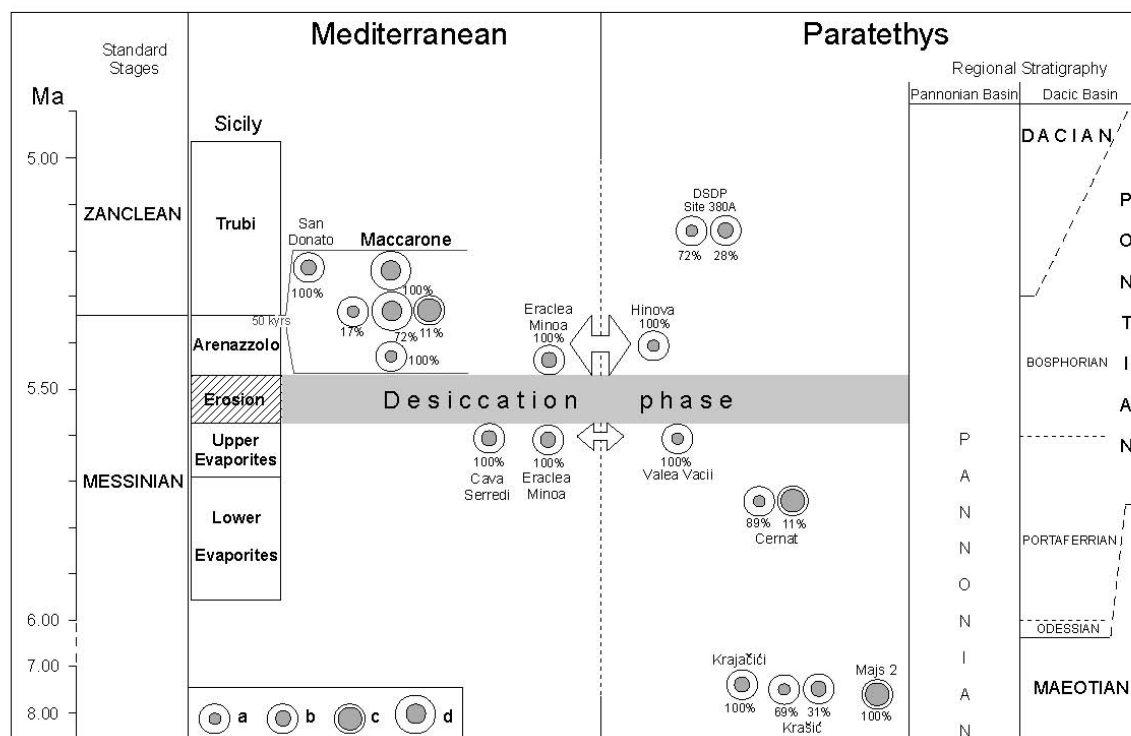 Mediterranean
Paratethys
Standard
Stages
Regional Stratigraphy
Pannonian Basin
Dacic Basin
Ma
Sicily
5.00
5.50
6.00
7.00
8.00
ZANCLEAN
MESSINIAN
Trubi
50 kyrs
Arenazzolo
Erosion
Upper
Evaporites
Lower
Evaporites
San
Donato
100%
Maccarone
100%
17%
72%
11%
100%
Eraclea
Minoa
100%
Hinova
100%
DSDP
Site 380A
72%
28%
Desiccation phase
100%
Cava
Serredi
100%
Eraclea
Minoa
100%
Valea Vacii
89%
11%
Cernat
Krajačići
100%
69%
31%
Krašić
Majs 2
100%
PANNONIAN
DACIAN
PONTIAN
BOSPHORIAN
PORTAFERRIAN
ODESSIAN
MAEOTIAN
a
b
c
d